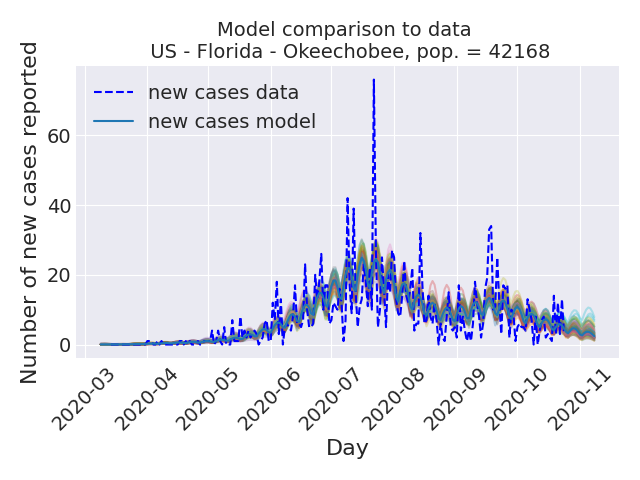 Model comparison to data
US - Florida - Okeechobee, pop. = 42168
Number of new cases reported
new cases data
new cases model
60
40
20
0
2020-03
2020-04
2020-05
2020-06
2020-07
2020-08
2020-09
2020-10
2020-11
Day